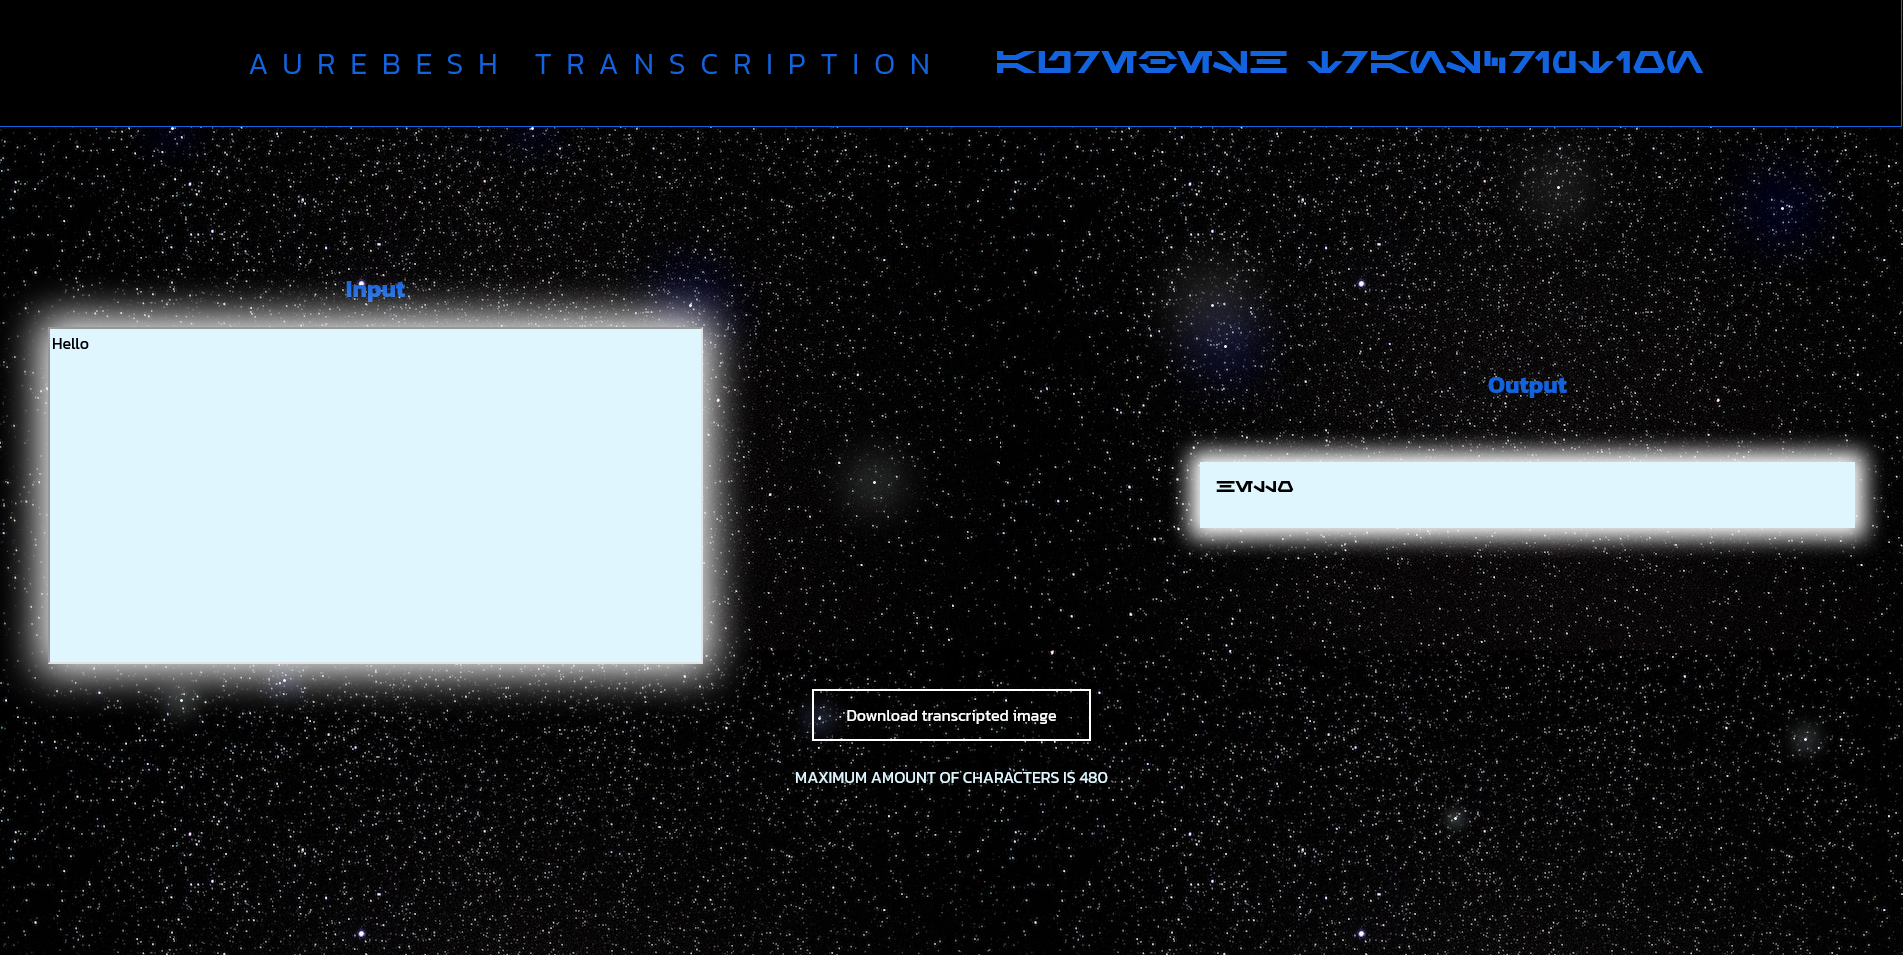 AUREBESH TRANSCRIPTION
Input
Hello
Output
Download transcripted image
MAXIMUM AMOUNT OF CHARACTERS IS 480